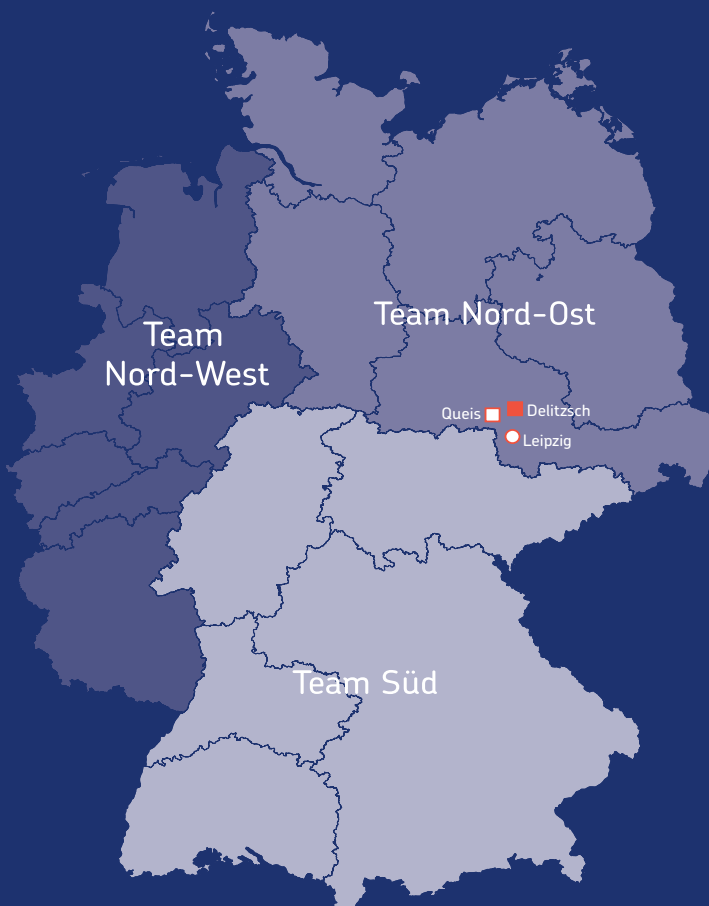 Team Nord-Ost
Team
Nord-West
Queis
Delitzsch
Leipzig
Team Süd